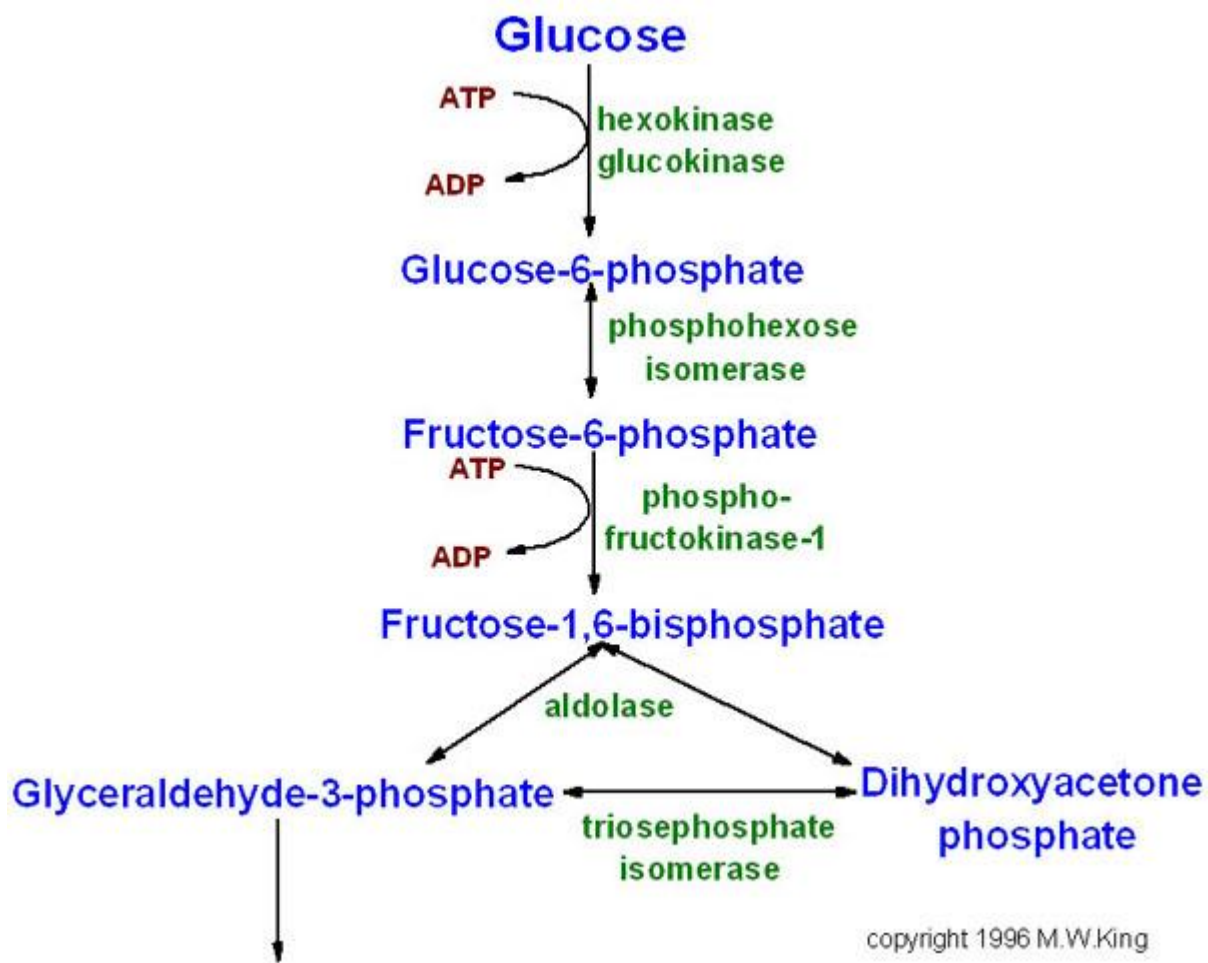 Glucose
ATP
hexokinase
glucokinase
ADP
Glucose-6-phosphate
phosphohexose
isomerase
Fructose-6-phosphate
ATP
phospho-
fructokinase-1
ADP
Fructose-1,6-bisphosphate
aldolase
Glyceraldehyde-3-phosphate
Dihydroxyacetone
phosphate
triosephosphate
isomerase
copyright 1996 M.W.King